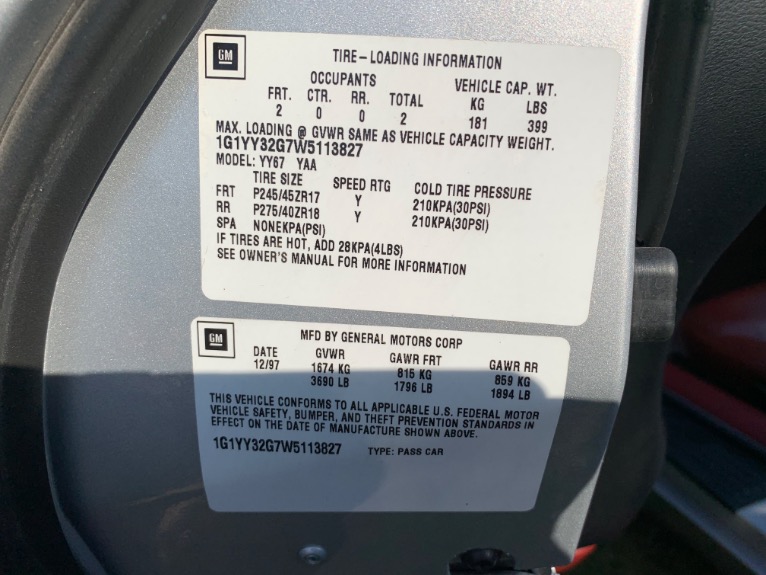 GM
TIRE-LOADING INFORMATION
OCCUPANTS VEHICLE CAP. WT.
FRT. CTR. RR. TOTAL KG LBS
2 0 0 2 181 399
MAX. LOADING @ GVWR SAME AS VEHICLE CAPACITY WEIGHT.
1G1YY32G7W5113827
MODEL: YY67 YAA
TIRE SIZE SPEED RTG COLD TIRE PRESSURE
FRT P245/45ZR17 Y 210KPA(30PSI)
RR P275/40ZR18 Y 210KPA(30PSI)
SPA NONEKPA(PSI)
IF TIRES ARE HOT, ADD 28KPA(4LBS)
SEE OWNER'S MANUAL FOR MORE INFORMATION
GM
MFD BY GENERAL MOTORS CORP
DATE GVWR GAWR FRT GAWR RR
12/97 1674 KG 815 KG 859 KG
3690 LB 1796 LB 1894 LB
THIS VEHICLE CONFORMS TO ALL APPLICABLE U.S. FEDERAL MOTOR
VEHICLE SAFETY, BUMPER, AND THEFT PREVENTION STANDARDS IN
EFFECT ON THE DATE OF MANUFACTURE SHOWN ABOVE.
1G1YY32G7W5113827 TYPE: PASS CAR